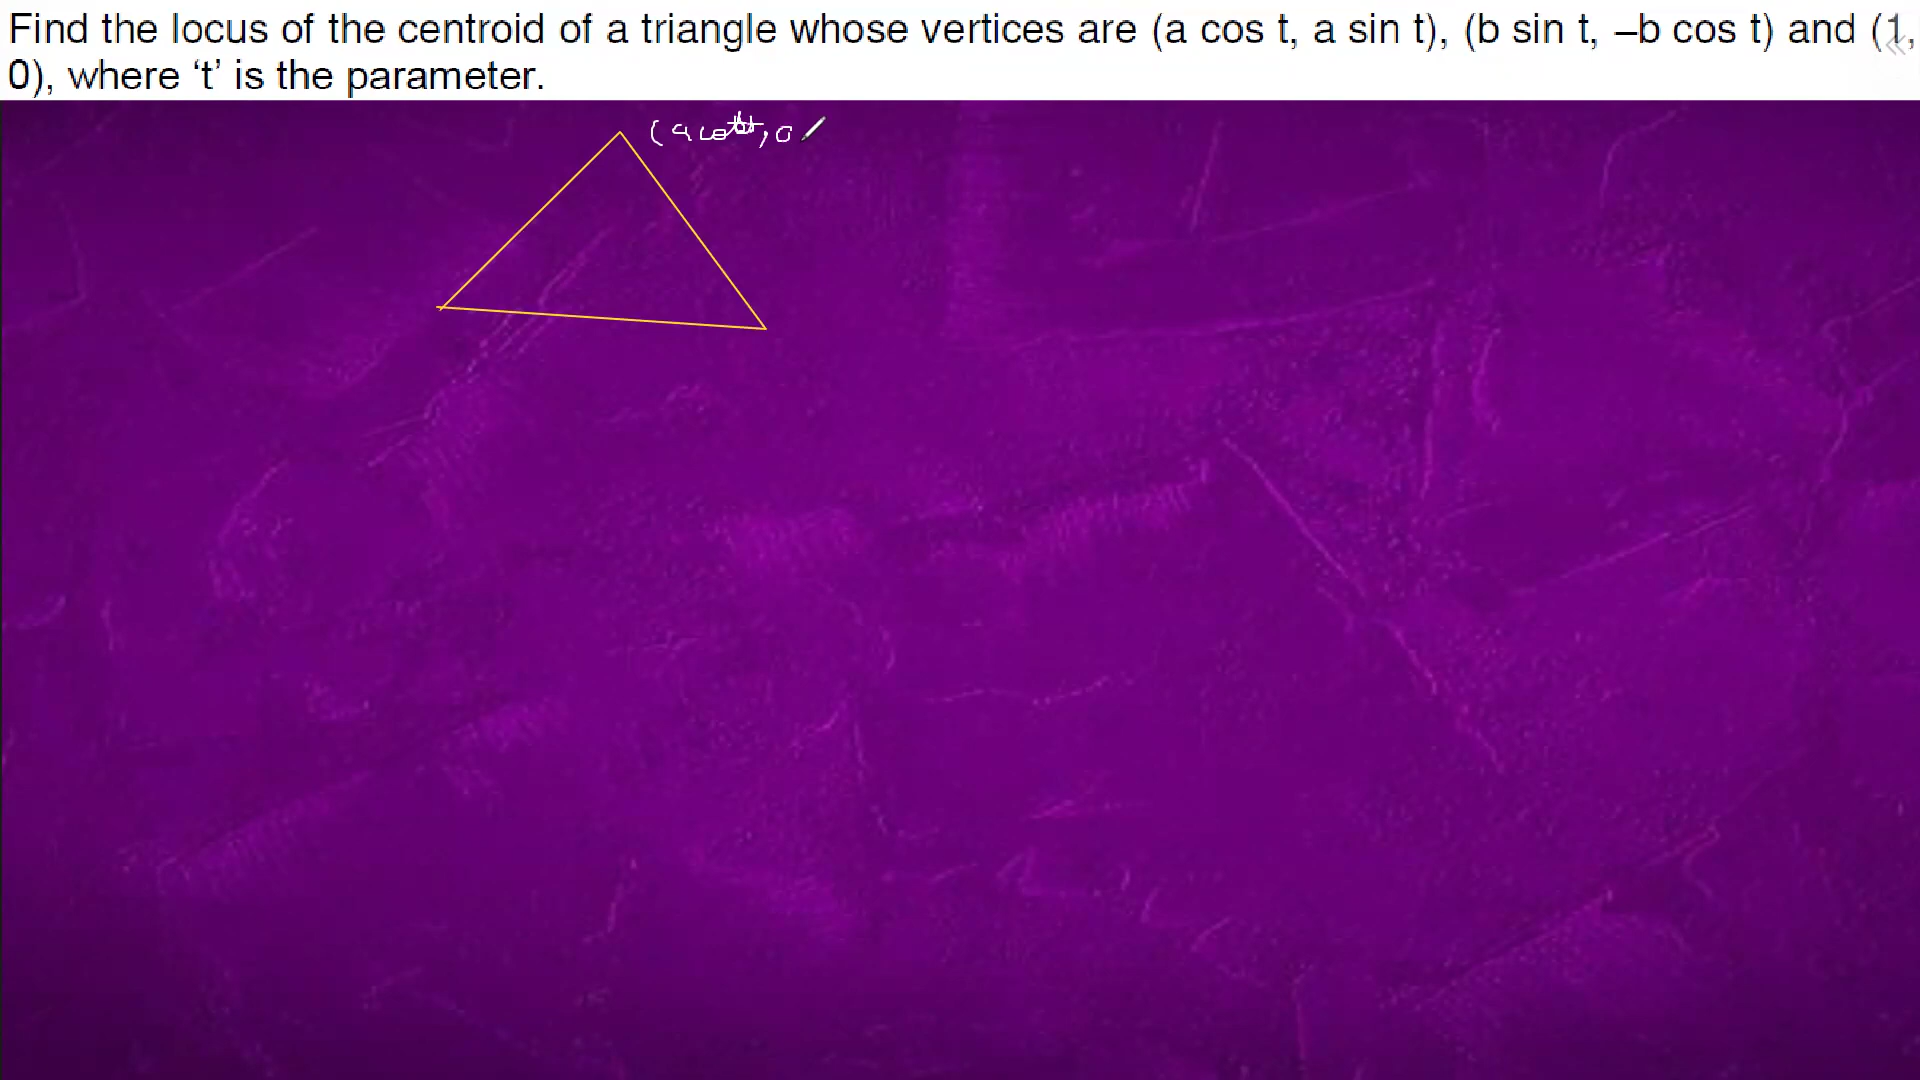 Find the locus of the centroid of a triangle whose vertices are (a cos t, a sin t), (b sin t, –b cos t) and (1,
0), where ‘t’ is the parameter.
(a cos t, a